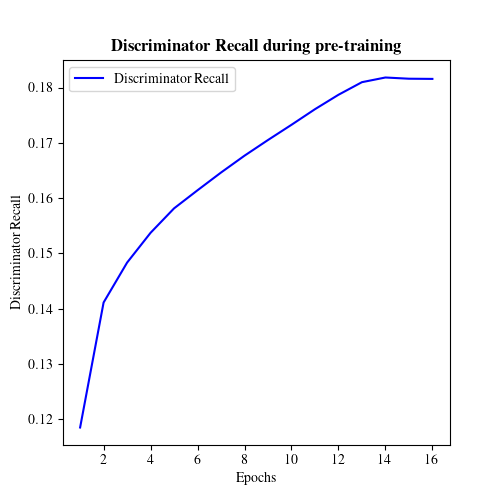 Discriminator Recall during pre-training
Discriminator Recall
0.18
0.17
0.16
0.15
0.14
0.13
0.12
Discriminator Recall
2 4 6 8 10 12 14 16
Epochs